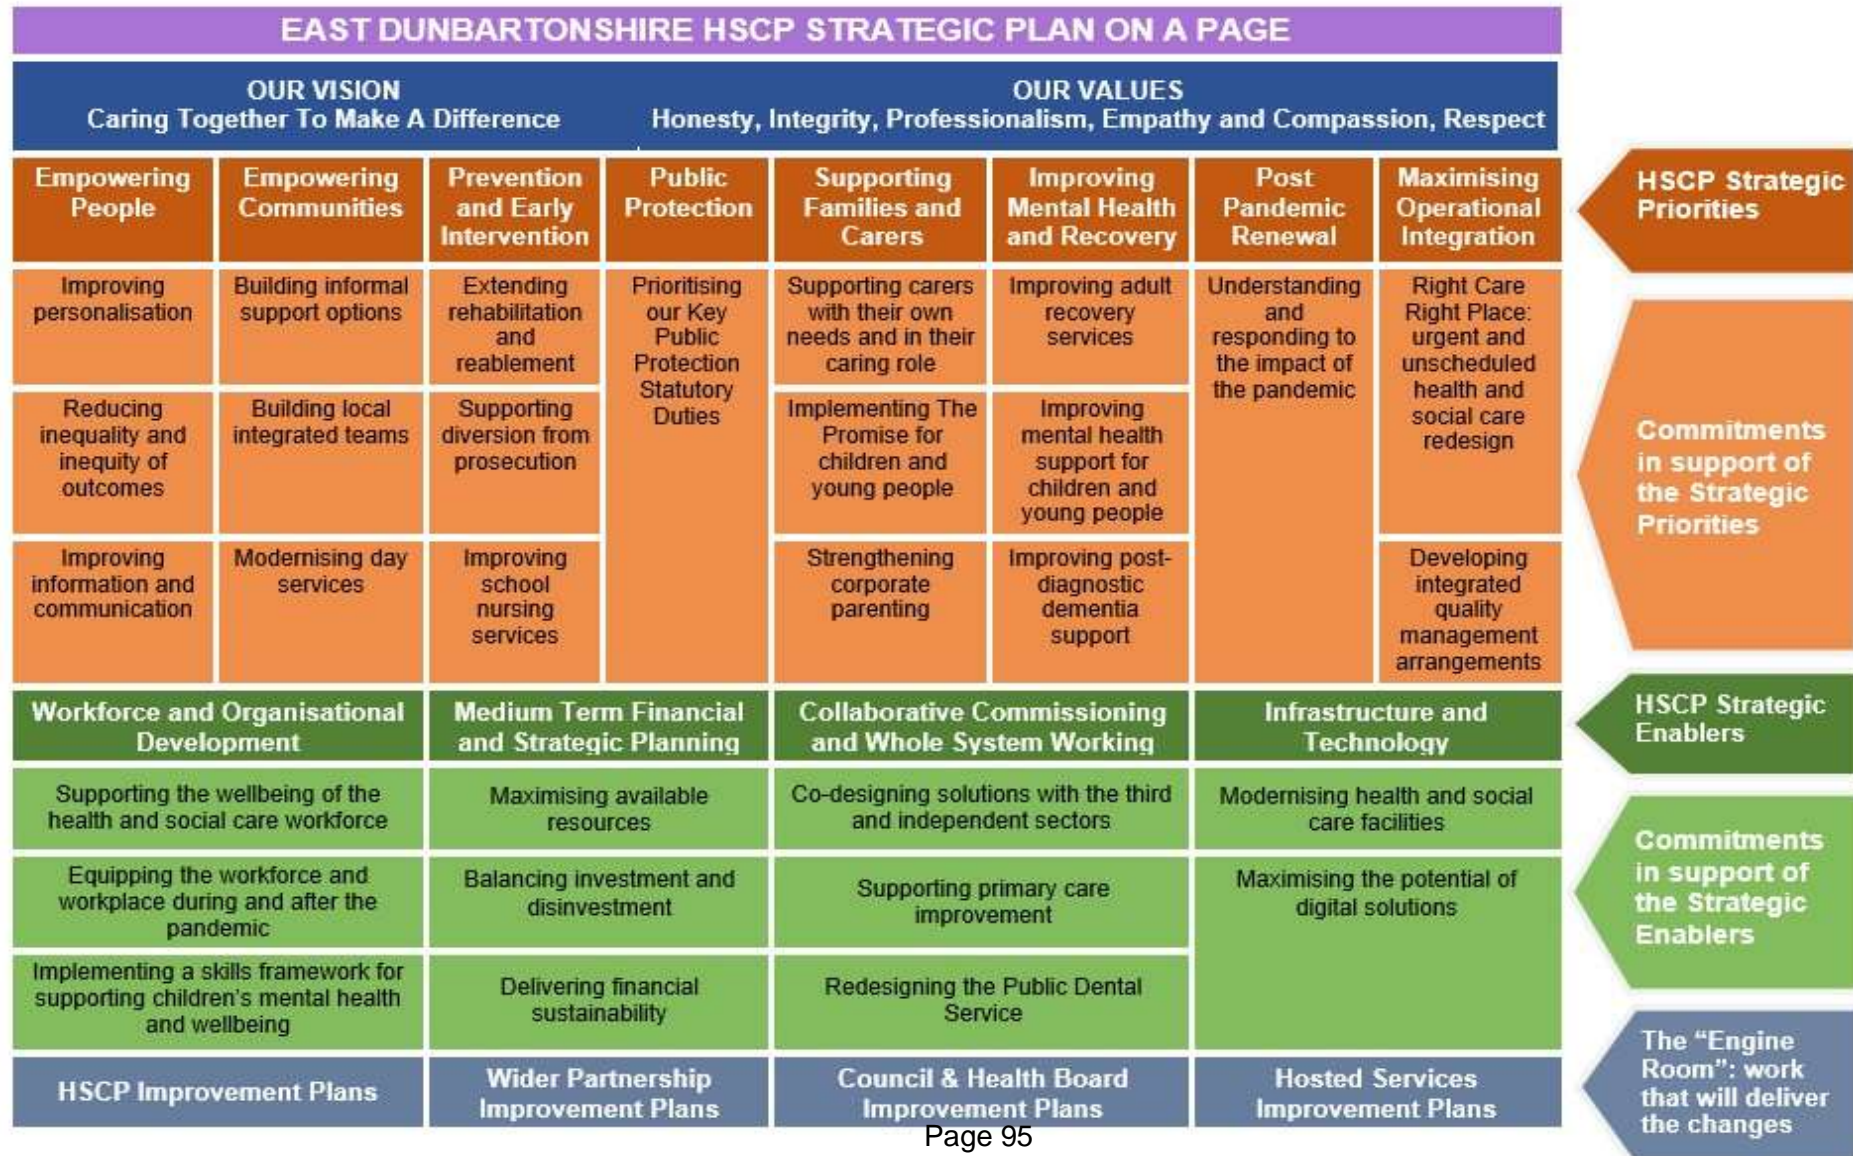 EAST DUNBARTONSHIRE HSCP STRATEGIC PLAN ON A PAGE
OUR VISION
Caring Together To Make A Difference
OUR VALUES
Honesty, Integrity, Professionalism, Empathy and Compassion, Respect
Empowering
People
Empowering
Communities
Prevention
and Early
Intervention
Public
Protection
Supporting
Families and
Carers
Improving
Mental Health
and Recovery
Post
Pandemic
Renewal
Maximising
Operational
Integration
HSCP Strategic
Priorities
Improving
personalisation
Building informal
support options
Extending
rehabilitation
and
reablement
Prioritising
our Key
Public
Protection
Statutory
Duties
Supporting carers
with their own
needs and in their
caring role
Improving adult
recovery
services
Understanding
and
responding to
the impact of
the pandemic
Right Care
Right Place:
urgent and
unscheduled
health and
social care
redesign
Reducing
inequality and
inequity of
outcomes
Building local
integrated teams
Supporting
diversion from
prosecution
Implementing The
Promise for
children and
young people
Improving
mental health
support for
children and
young people
Commitments
in support of
the Strategic
Priorities
Improving
information and
communication
Modernising day
services
Improving
school
nursing
services
Strengthening
corporate
parenting
Improving post-
diagnostic
dementia
support
Developing
integrated
quality
management
arrangements
Workforce and Organisational
Development
Medium Term Financial
and Strategic Planning
Collaborative Commissioning
and Whole System Working
Infrastructure and
Technology
HSCP Strategic
Enablers
Supporting the wellbeing of the
health and social care workforce
Maximising available
resources
Co-designing solutions with the third
and independent sectors
Modernising health and social
care facilities
Equipping the workforce and
workplace during and after the
pandemic
Balancing investment and
disinvestment
Supporting primary care
improvement
Maximising the potential of
digital solutions
Commitments
in support of
the Strategic
Enablers
Implementing a skills framework for
supporting children's mental health
and wellbeing
Delivering financial
sustainability
Redesigning the Public Dental
Service
HSCP Improvement Plans
Wider Partnership
Improvement Plans
Council & Health Board
Improvement Plans
Hosted Services
Improvement Plans
The “Engine
Room”: work
that will deliver
the changes
Page 95